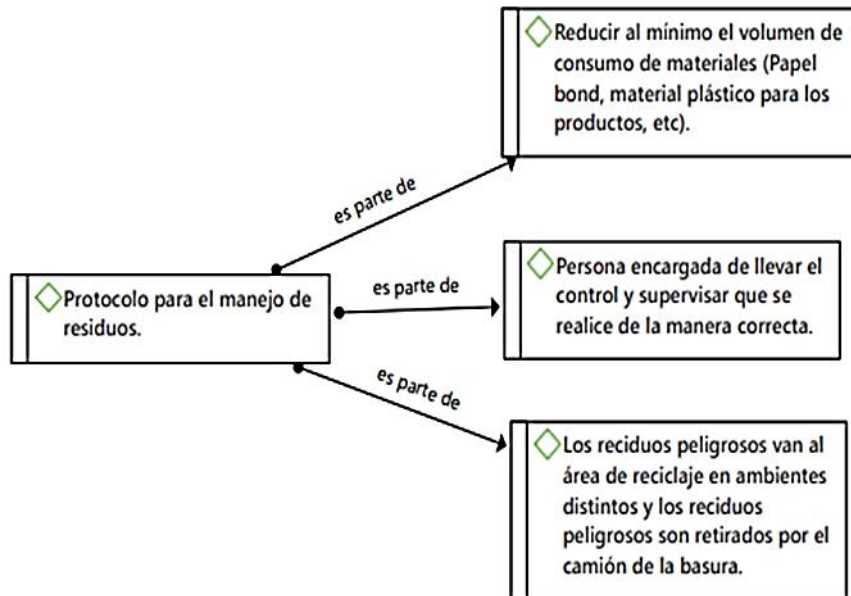 Reducir al mínimo el volumen de
consumo de materiales (Papel
bond, material plástico para los
productos, etc).
es parte de
Protocolo para el manejo de
residuos.
es parte de
Persona encargada de llevar el
control y supervisar que se
realice de la manera correcta.
es parte de
Los reciduos peligrosos van al
área de reciclaje en ambientes
distintos y los reciduos
peligrosos son retirados por el
camión de la basura.